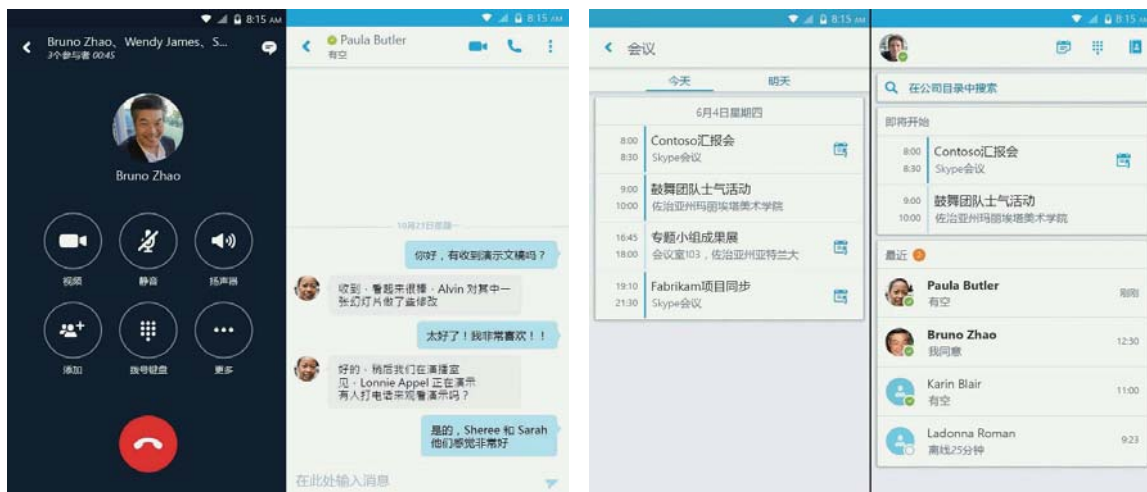 8:15 AM
Bruno Zhao、Wendy James、S...
3个参与者 00:45
Bruno Zhao
视频
静音
扬声器
添加
拨号键盘
更多
8:15 AM
Paula Butler
有空
10月23日星期一
你好，有收到演示文稿吗？
收到，看起来很棒，Alvin 对其中一
张幻灯片做了些修改
太好了！我非常喜欢！！
好的，稍后我们在演播室
见，Lonnie Appel 正在演示
有人打电话来观看演示吗？
是的，Sheree 和 Sarah
他们感觉非常好
在此处输入消息
8:15 AM
会议
今天
明天
6月4日星期四
8:00 Contoso汇报会
8:30 Skype会议
9:00 鼓舞团队士气活动
10:00 佐治亚州玛丽埃塔美术学院
16:45 专题小组成果展
18:00 会议室103，佐治亚州亚特兰大
19:10 Fabrikam项目同步
21:30 Skype会议
8:15 AM
在公司目录中搜索
即将开始
8:00 Contoso汇报会
8:30 Skype会议
9:00 鼓舞团队士气活动
10:00 佐治亚州玛丽埃塔美术学院
最近
Paula Butler
有空
刚刚
Bruno Zhao
我同意
12:30
Karin Blair
有空
11:00
Ladonna Roman
离线25分钟
9:23